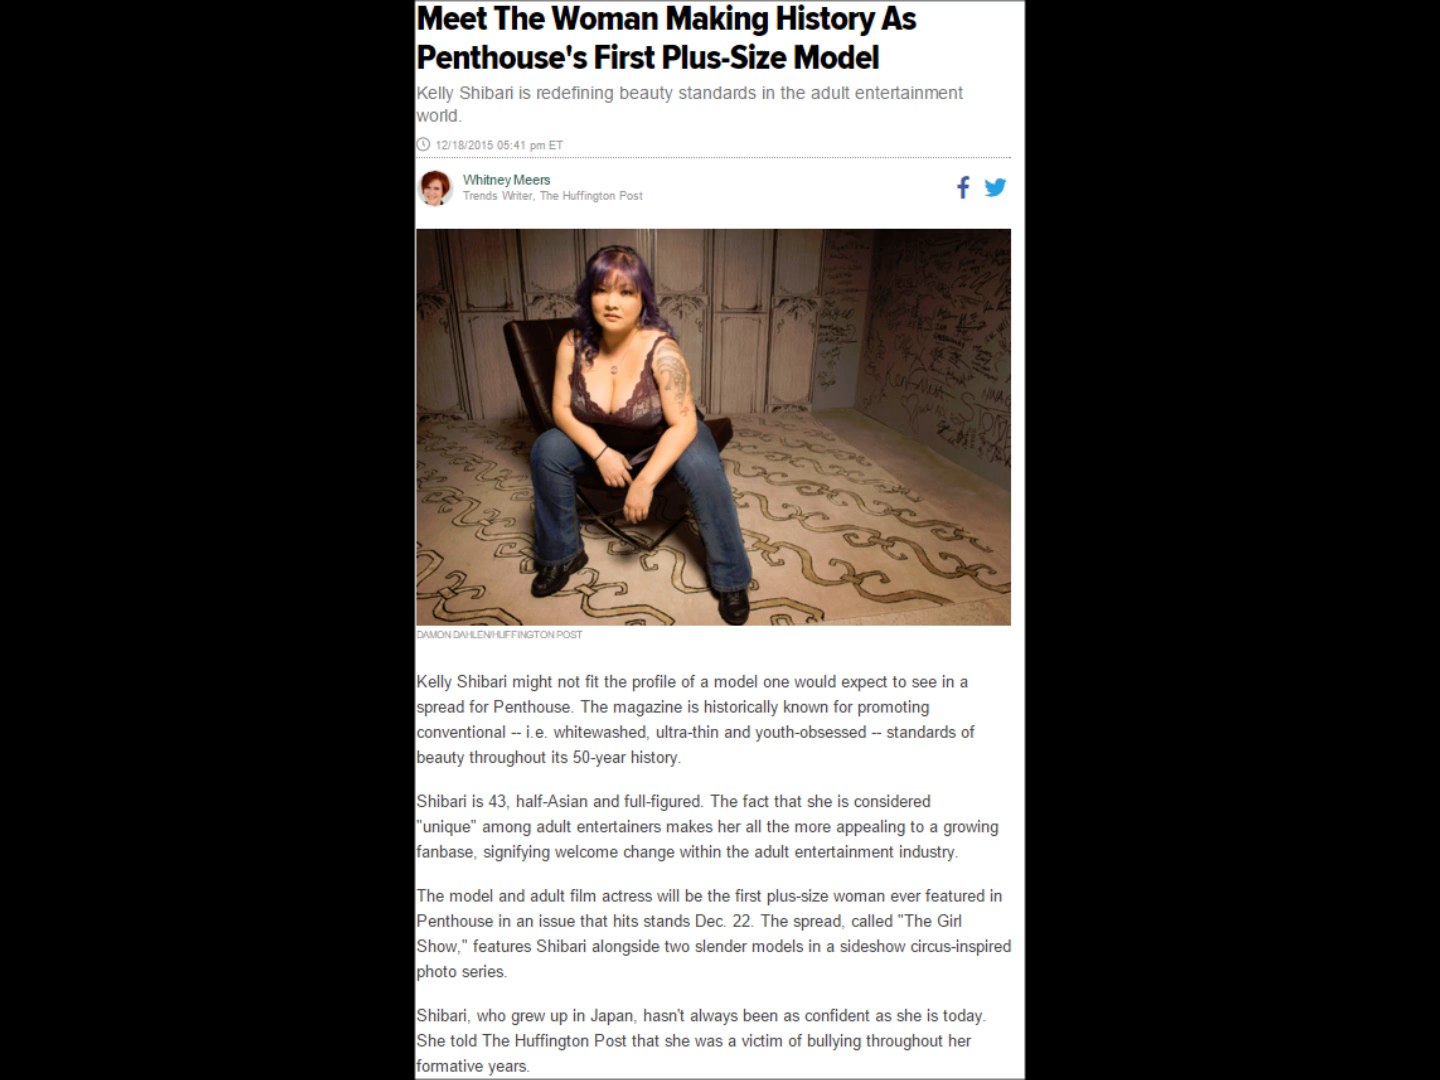 Meet The Woman Making History As
Penthouse's First Plus-Size Model
Kelly Shibari is redefining beauty standards in the adult entertainment
world.
12/18/2015 05:41 pm ET
Whitney Meers
Trends Writer, The Huffington Post
DAMON DAHLEN/HUFFINGTON POST
Kelly Shibari might not fit the profile of a model one would expect to see in a
spread for Penthouse. The magazine is historically known for promoting
conventional -- i.e. whitewashed, ultra-thin and youth-obsessed -- standards of
beauty throughout its 50-year history.
Shibari is 43, half-Asian and full-figured. The fact that she is considered
"unique" among adult entertainers makes her all the more appealing to a growing
fanbase, signifying welcome change within the adult entertainment industry.
The model and adult film actress will be the first plus-size woman ever featured in
Penthouse in an issue that hits stands Dec. 22. The spread, called "The Girl
Show," features Shibari alongside two slender models in a sideshow circus-inspired
photo series.
Shibari, who grew up in Japan, hasn't always been as confident as she is today.
She told The Huffington Post that she was a victim of bullying throughout her
formative years.